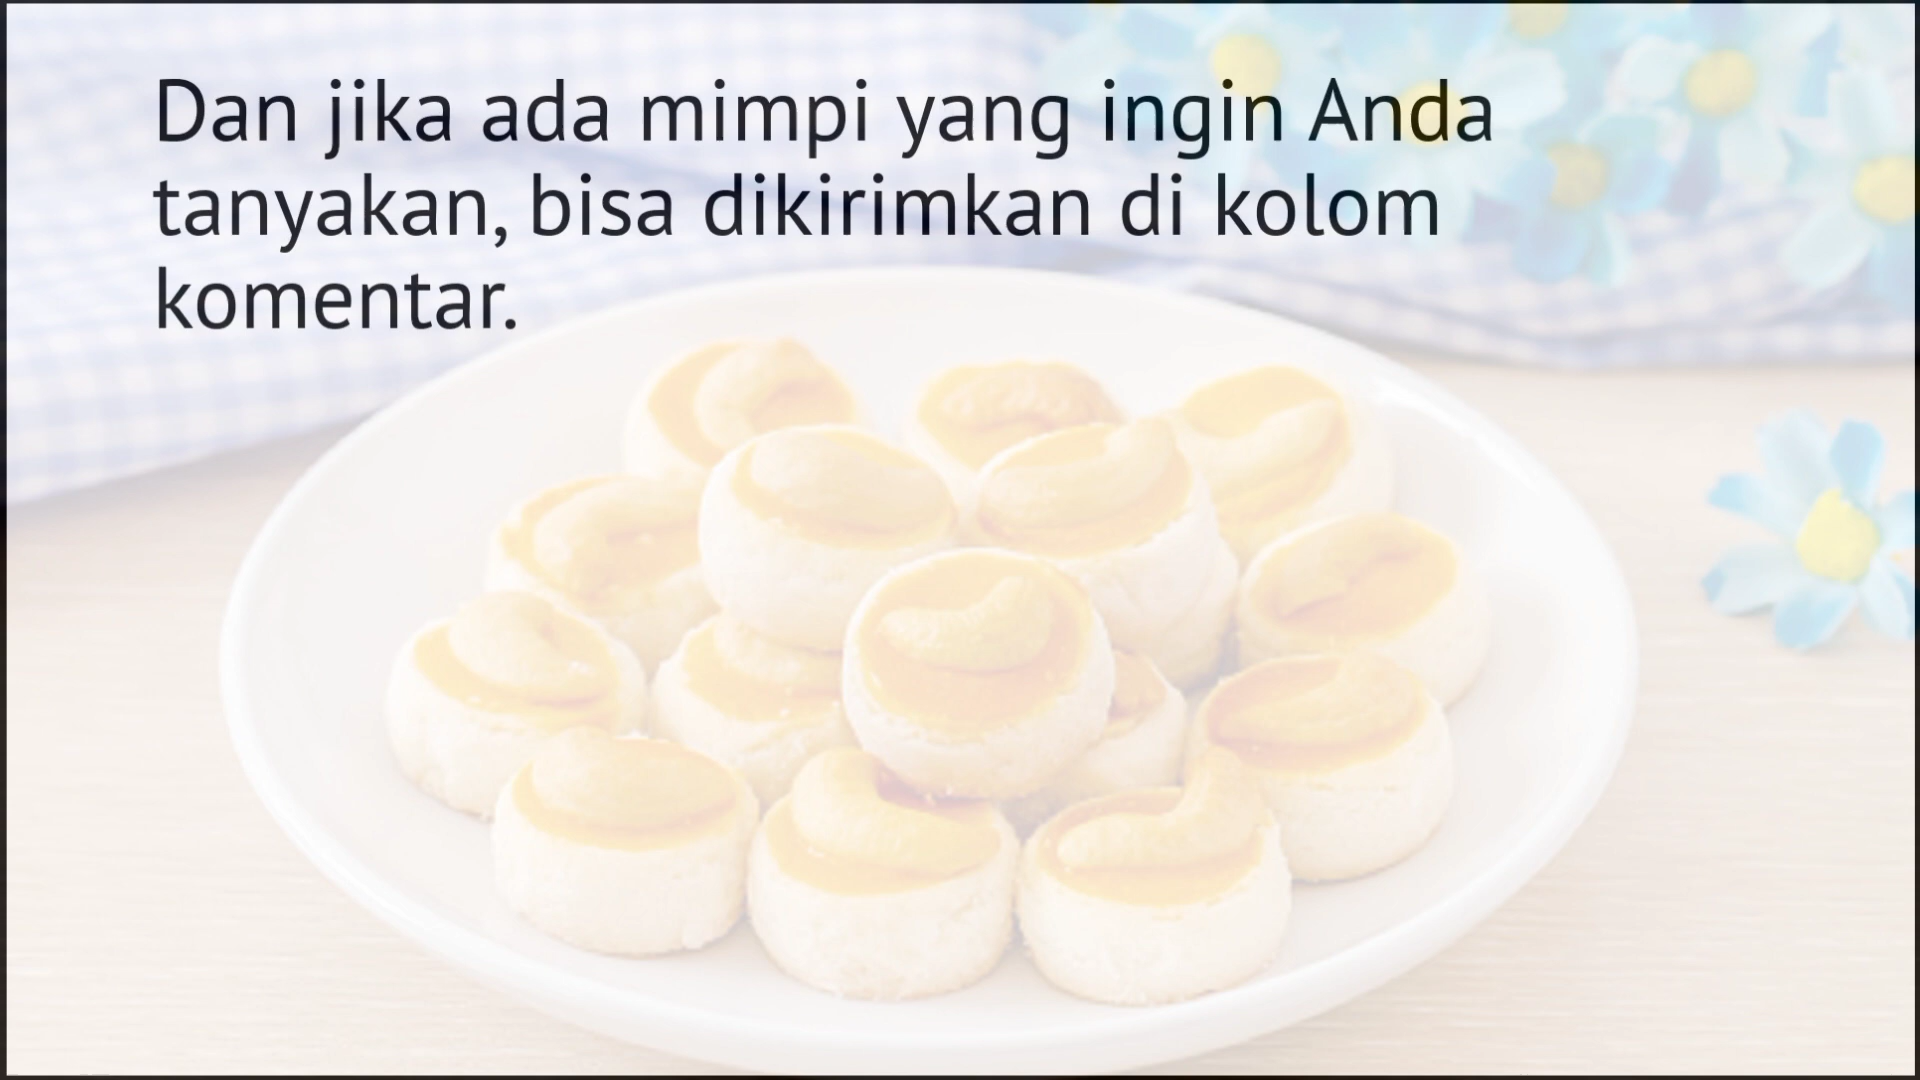 Dan jika ada mimpi yang ingin Anda
tanyakan, bisa dikirimkan di kolom
komentar.